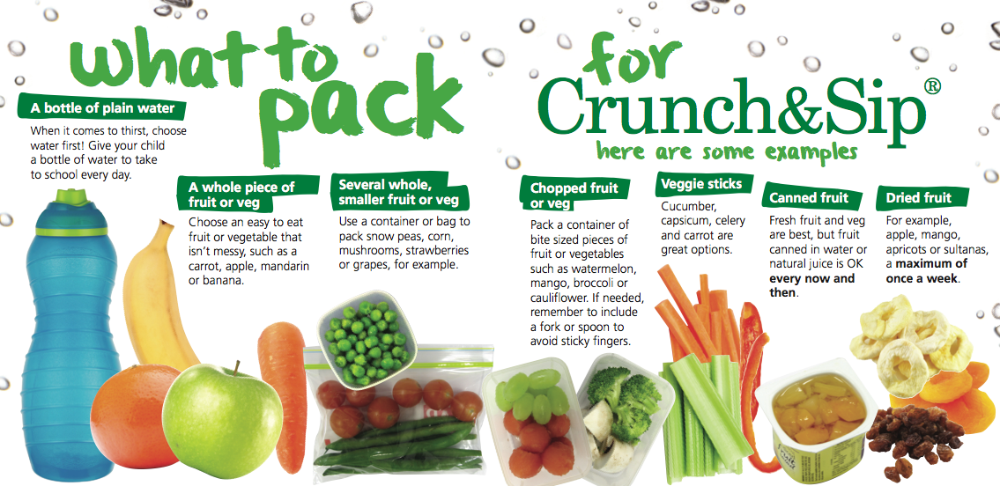 what to
pack
for
Crunch&Sip®
here are some examples
A bottle of plain water
When it comes to thirst, choose
water first! Give your child
a bottle of water to take
to school every day.
A whole piece of
fruit or veg
Choose an easy to eat
fruit or vegetable that
isn't messy, such as a
carrot, apple, mandarin
or banana.
Several whole,
smaller fruit or veg
Use a container or bag to
pack snow peas, corn,
mushrooms, strawberries
or grapes, for example.
Chopped fruit
or veg
Pack a container of
bite sized pieces of
fruit or vegetables
such as watermelon,
mango, broccoli or
cauliflower. If needed,
remember to include
a fork or spoon to
avoid sticky fingers.
Veggie sticks
Cucumber,
capsicum, celery
and carrot are
great options.
Canned fruit
Fresh fruit and veg
are best, but fruit
canned in water or
natural juice is OK
every now and
then.
Dried fruit
For example,
apple, mango,
apricots or sultanas,
a maximum of
once a week.